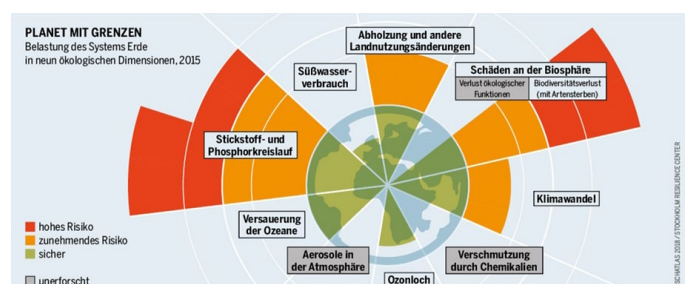 PLANET MIT GRENZEN
Belastung des Systems Erde
in neun ökologischen Dimensionen, 2015
Abholzung und andere
Landnutzungsänderungen
Süßwasser-
verbrauch
Schäden an der Biosphäre
Verlust ökologischer
Funktionen
Biodiversitätsverlust
(mit Artensterben)
Stickstoff- und
Phosphorkreislauf
Klimawandel
Versauerung
der Ozeane
hohes Risiko
zunehmendes Risiko
sicher
Aerosole in
der Atmosphäre
Verschmutzung
durch Chemikalien
Ozonloch
unerforscht
SCHATLAS 2018 / STOCKHOLM RESILIENCE CENTER